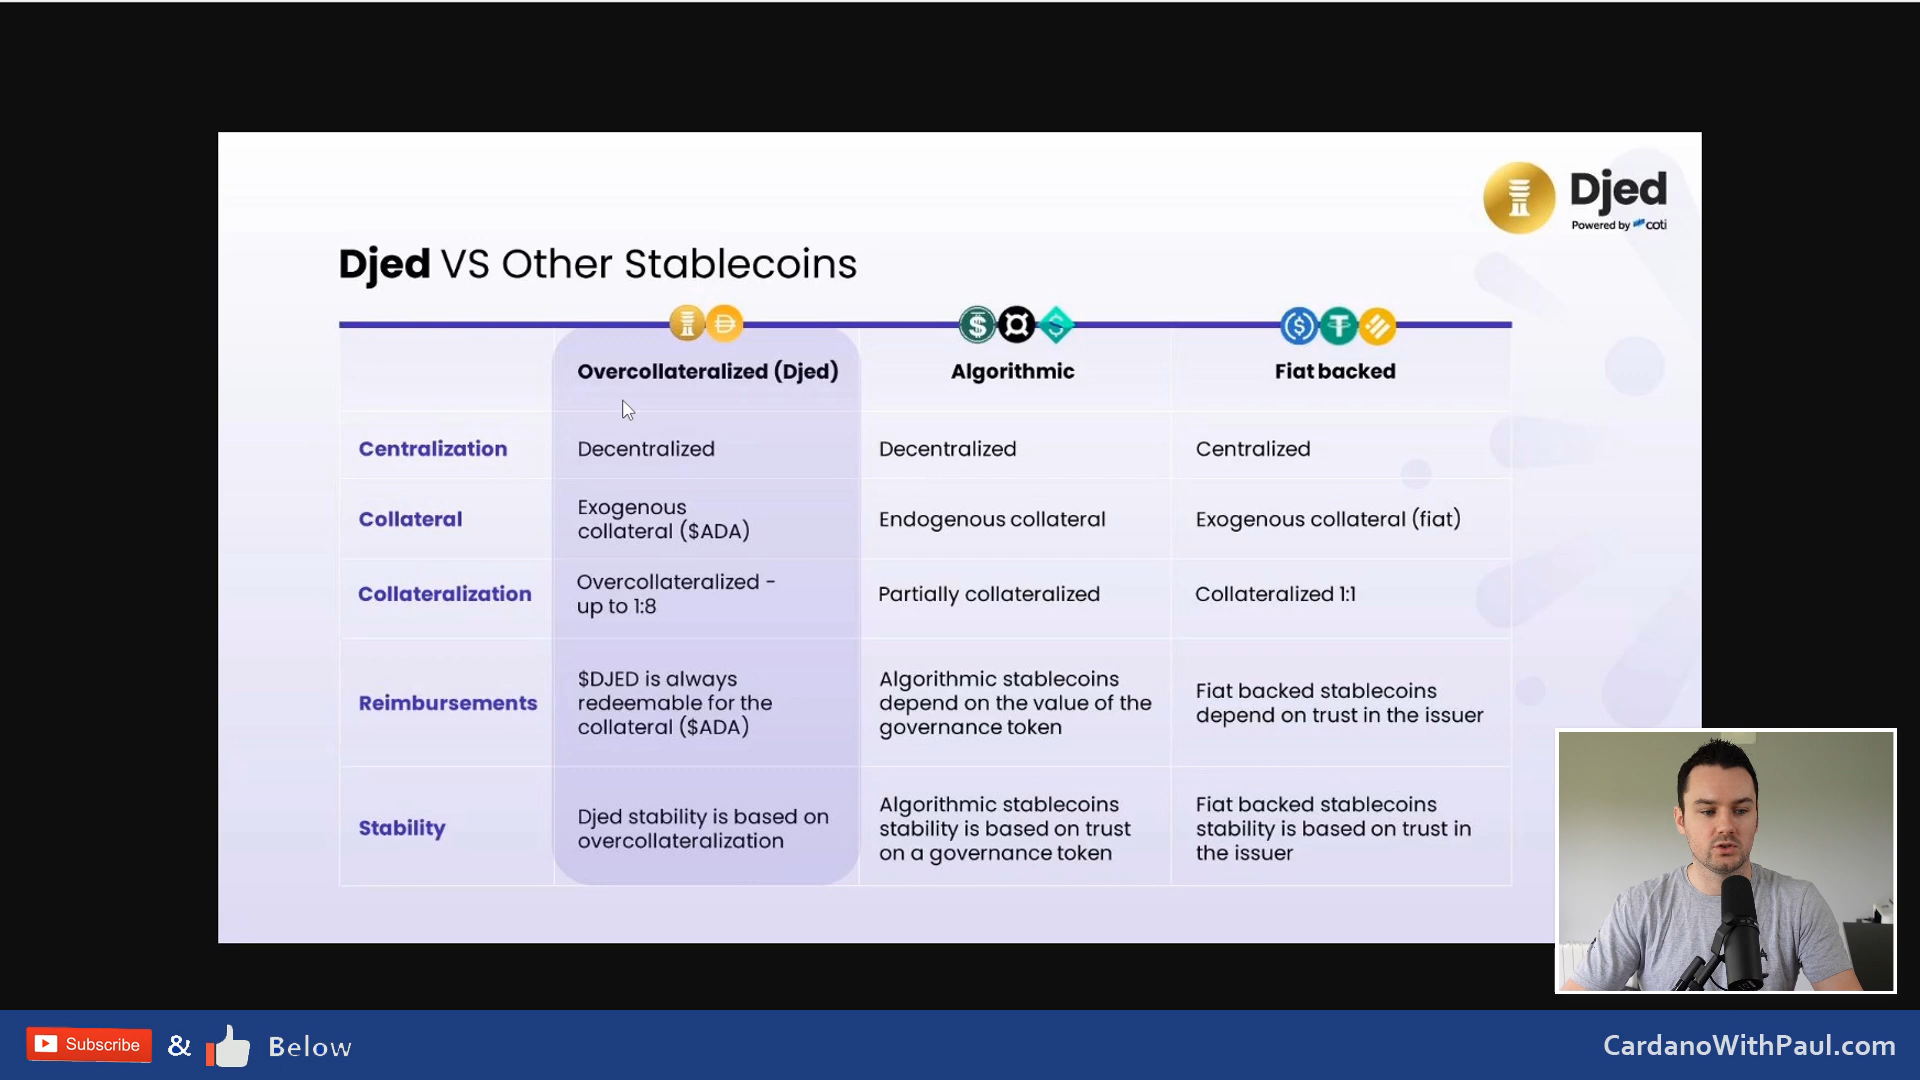 Djed
Powered by coti
Djed VS Other Stablecoins
Overcollateralized (Djed)
Algorithmic
Fiat backed
Centralization
Decentralized
Decentralized
Centralized
Collateral
Exogenous
collateral ($ADA)
Endogenous collateral
Exogenous collateral (fiat)
Collateralization
Overcollateralized -
up to 1:8
Partially collateralized
Collateralized 1:1
Reimbursements
$DJED is always
redeemable for the
collateral ($ADA)
Algorithmic stablecoins
depend on the value of the
governance token
Fiat backed stablecoins
depend on trust in the issuer
Stability
Djed stability is based on
overcollateralization
Algorithmic stablecoins
stability is based on trust
on a governance token
Fiat backed stablecoins
stability is based on trust in
the issuer
Subscribe & Below
CardanoWithPaul.com